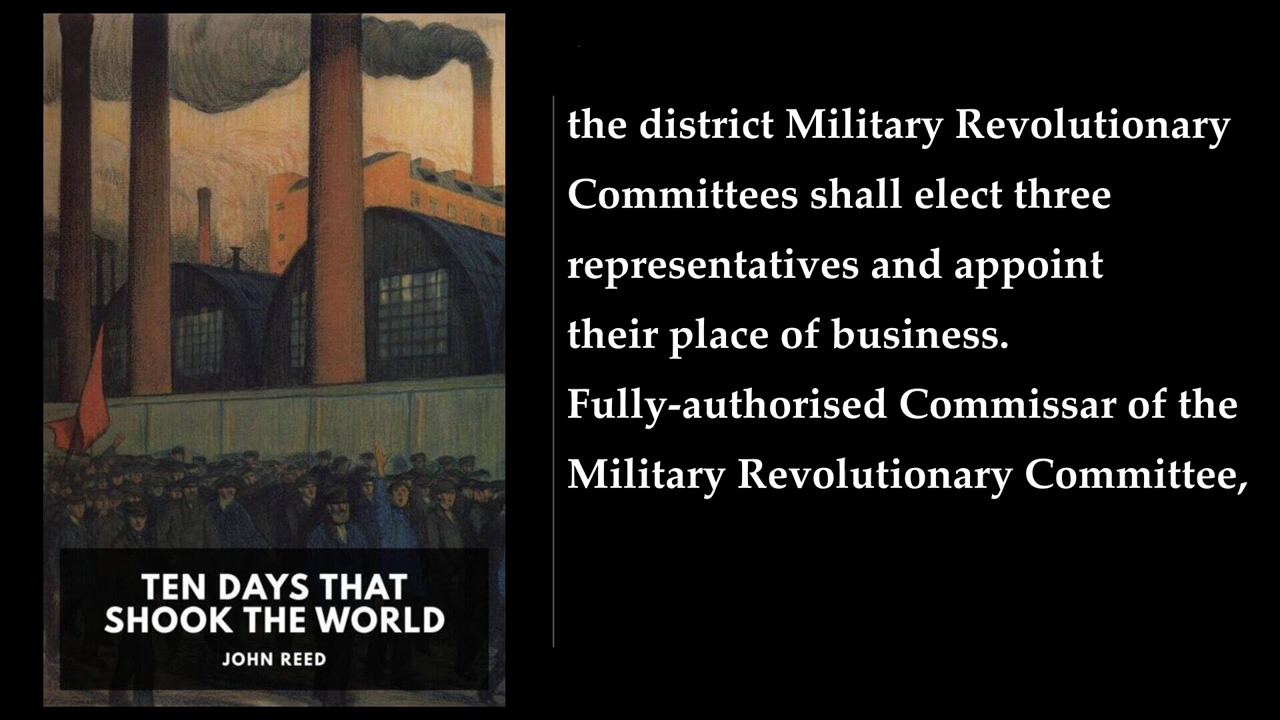 the district Military Revolutionary
Committees shall elect three
representatives and appoint
their place of business.
Fully-authorised Commissar of the
Military Revolutionary Committee,
TEN DAYS THAT
SHOOK THE WORLD
JOHN REED